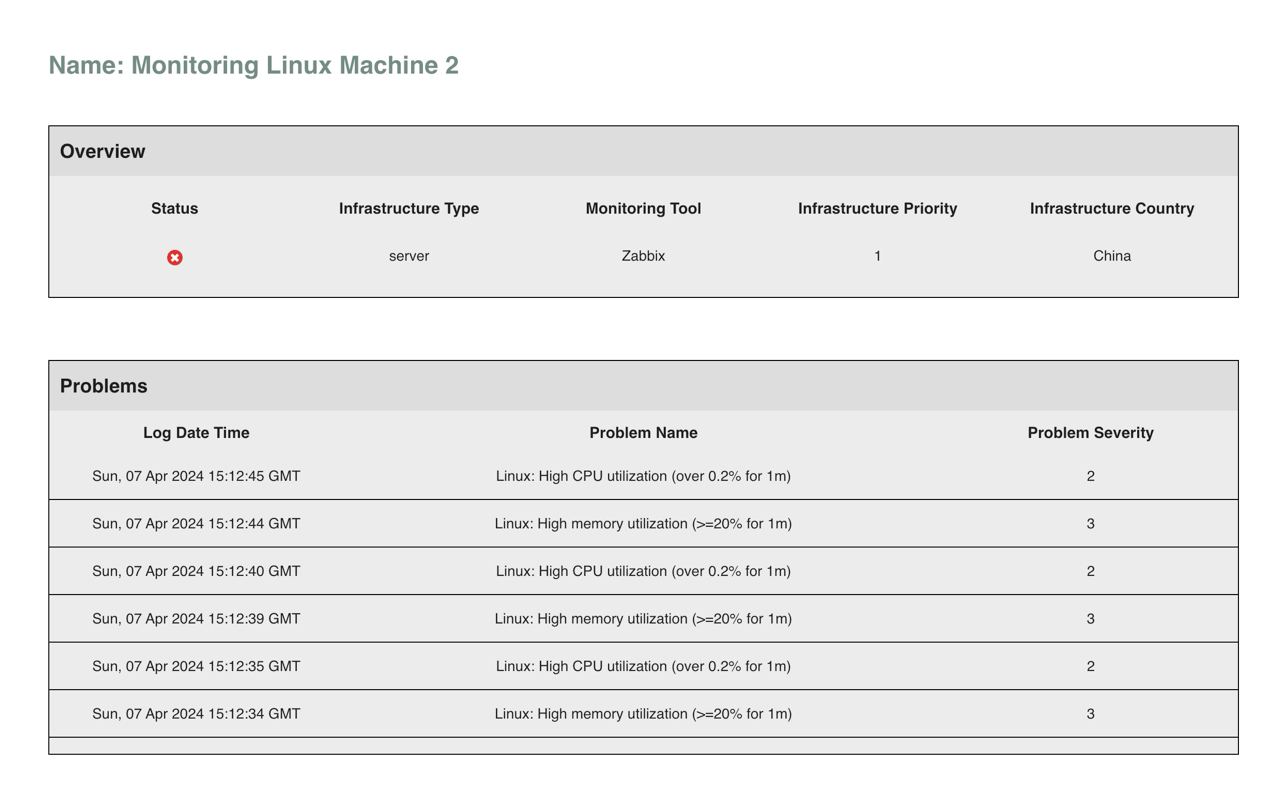 Name: Monitoring Linux Machine 2
Overview
Status Infrastructure Type Monitoring Tool Infrastructure Priority Infrastructure Country
server Zabbix 1 China
Problems
Log Date Time Problem Name Problem Severity
Sun, 07 Apr 2024 15:12:45 GMT Linux: High CPU utilization (over 0.2% for 1m) 2
Sun, 07 Apr 2024 15:12:44 GMT Linux: High memory utilization (>=20% for 1m) 3
Sun, 07 Apr 2024 15:12:40 GMT Linux: High CPU utilization (over 0.2% for 1m) 2
Sun, 07 Apr 2024 15:12:39 GMT Linux: High memory utilization (>=20% for 1m) 3
Sun, 07 Apr 2024 15:12:35 GMT Linux: High CPU utilization (over 0.2% for 1m) 2
Sun, 07 Apr 2024 15:12:34 GMT Linux: High memory utilization (>=20% for 1m) 3